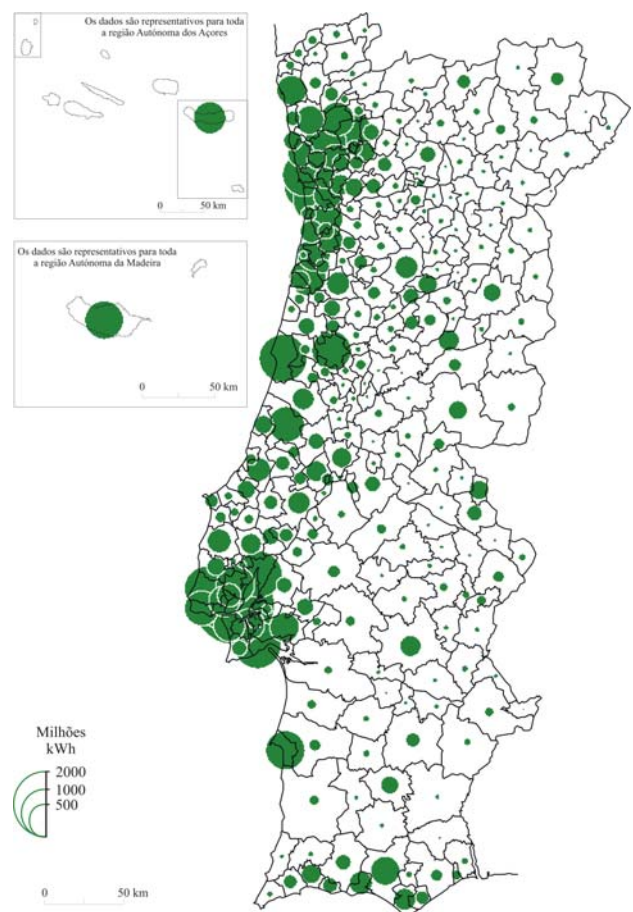 Os dados são representativos para toda
a região Autónoma dos Açores
0 50 km
Os dados são representativos para toda
a região Autónoma da Madeira
0 50 km
Milhões
kWh
2000
1000
500
0 50 km